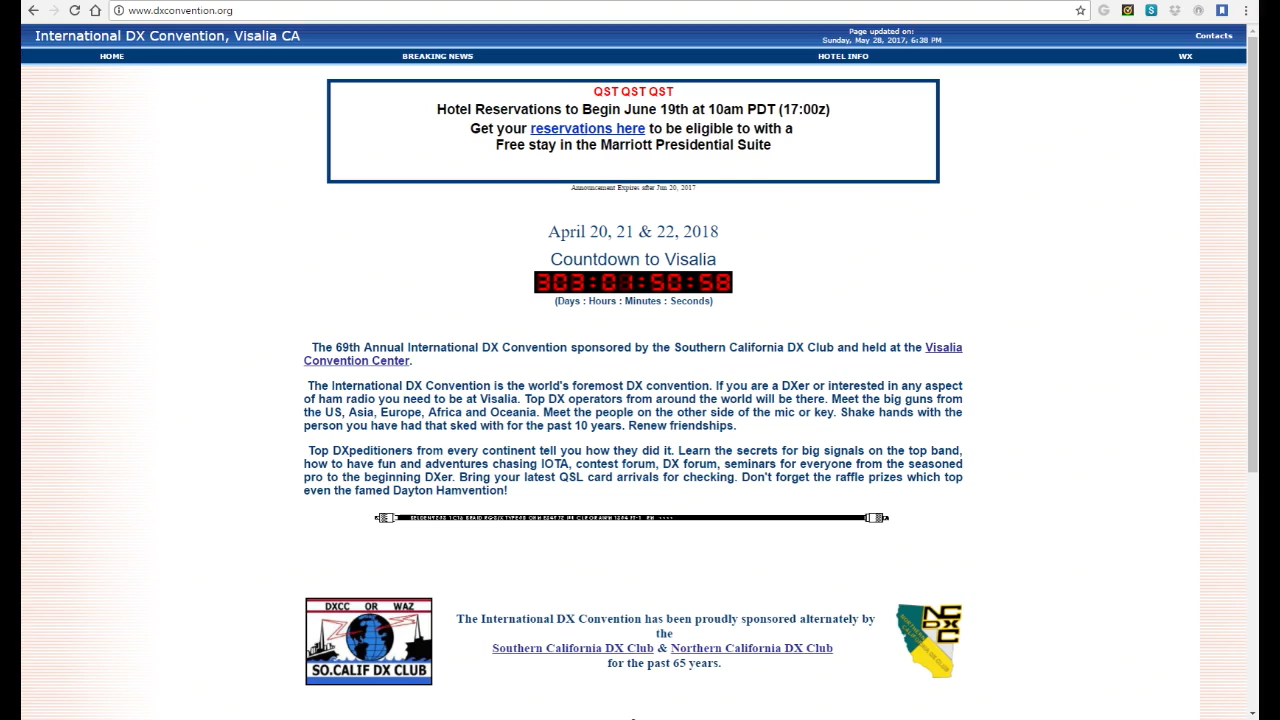 www.dxconvention.org
International DX Convention, Visalia CA
Page updated on:
Sunday, May 28, 2017, 6:38 PM
Contacts
HOME
BREAKING NEWS
HOTEL INFO
WX
QST QST QST
Hotel Reservations to Begin June 19th at 10am PDT (17:00z)
Get your reservations here to be eligible to with a
Free stay in the Marriott Presidential Suite
Announcement Expires after Jun 20, 2017
April 20, 21 & 22, 2018
Countdown to Visalia
303:01:50:58
(Days : Hours : Minutes : Seconds)
The 69th Annual International DX Convention sponsored by the Southern California DX Club and held at the Visalia
Convention Center.
The International DX Convention is the world's foremost DX convention. If you are a DXer or interested in any aspect
of ham radio you need to be at Visalia. Top DX operators from around the world will be there. Meet the big guns from
the US, Asia, Europe, Africa and Oceania. Meet the people on the other side of the mic or key. Shake hands with the
person you have had that sked with for the past 10 years. Renew friendships.
Top DXpeditioners from every continent tell you how they did it. Learn the secrets for big signals on the top band,
how to have fun and adventures chasing IOTA, contest forum, DX forum, seminars for everyone from the seasoned
pro to the beginning DXer. Bring your latest QSL card arrivals for checking. Don't forget the raffle prizes which top
even the famed Dayton Hamvention!
DXCC OR WAZ
SO.CALIF DX CLUB
The International DX Convention has been proudly sponsored alternately by
the
Southern California DX Club & Northern California DX Club
for the past 65 years.
NC
DX
C
NORTHERN CALIFORNIA DX CLUB